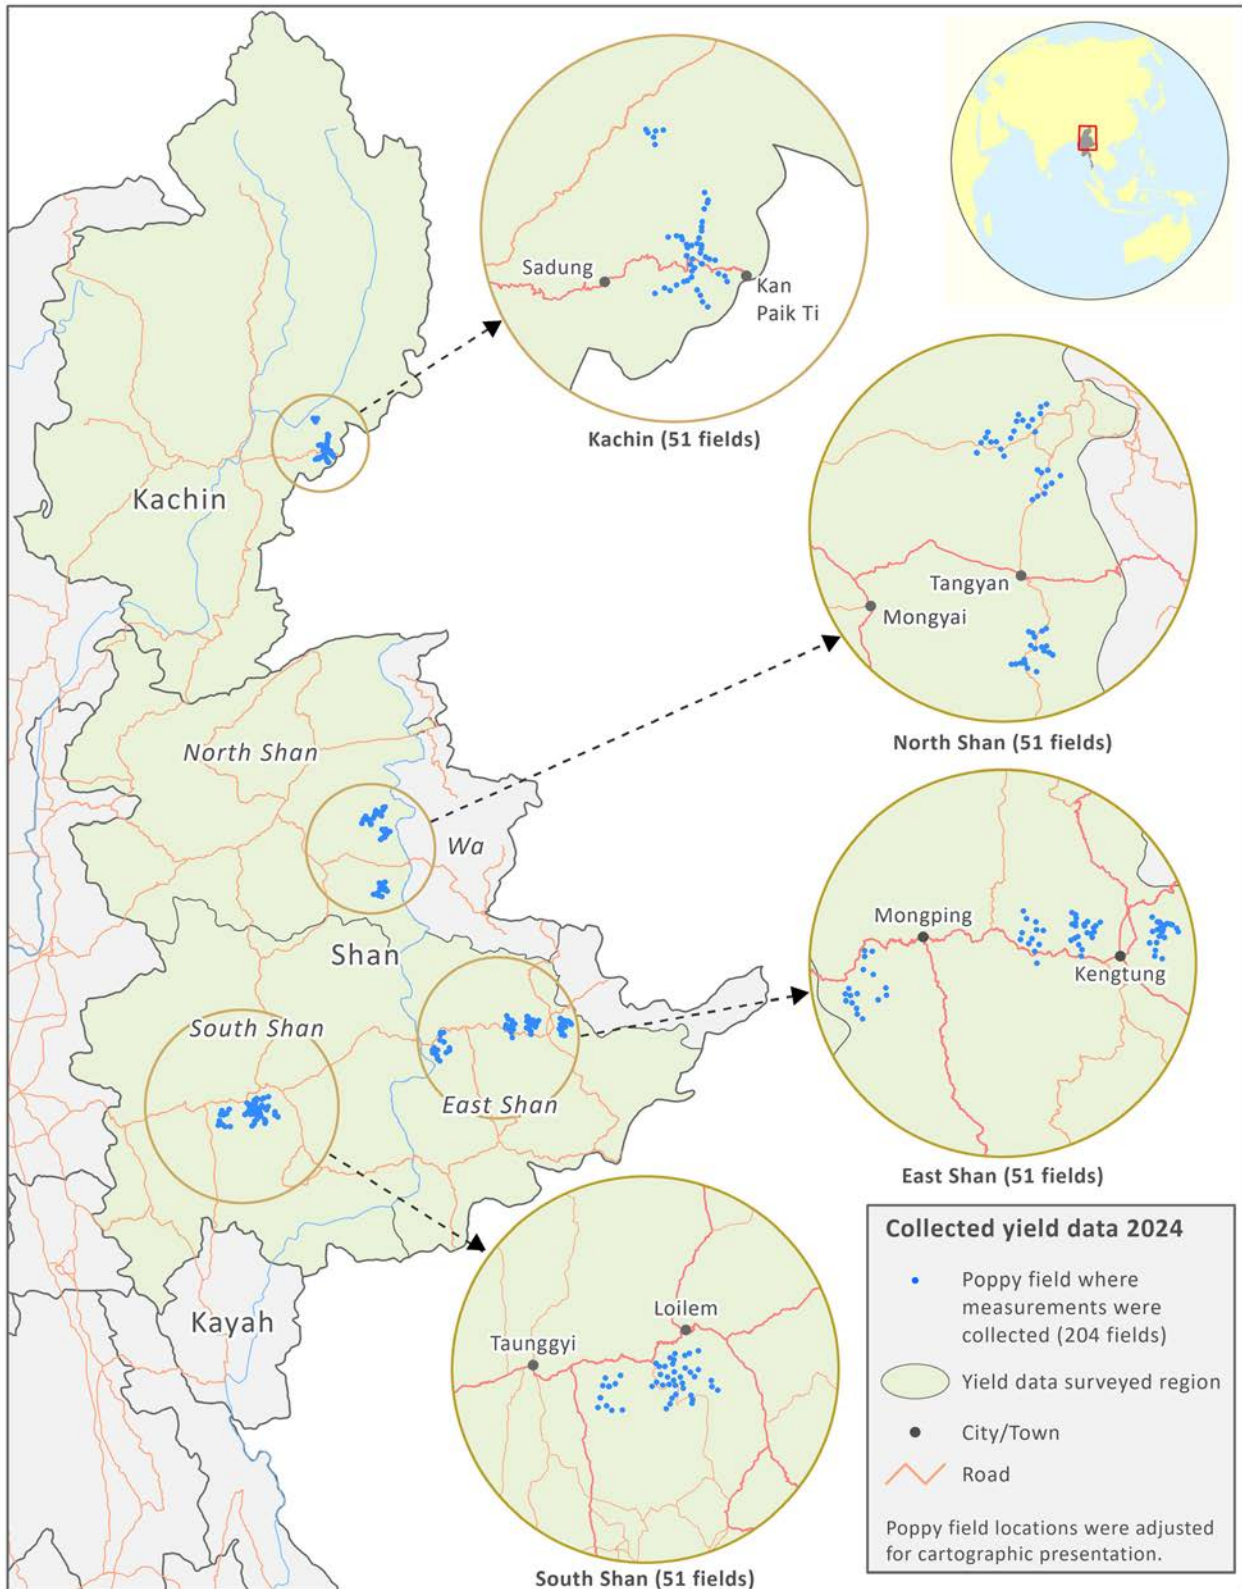 Sadung
Kan
Paik Ti
Kachin (51 fields)
Kachin
Tangyan
Mongyai
North Shan (51 fields)
North Shan
Wa
Mongping
Kengtung
East Shan (51 fields)
Shan
South Shan
East Shan
Kayah
Loilem
Taunggyi
South Shan (51 fields)
Collected yield data 2024
Poppy field where
measurements were
collected (204 fields)
Yield data surveyed region
City/Town
Road
Poppy field locations were adjusted
for cartographic presentation.